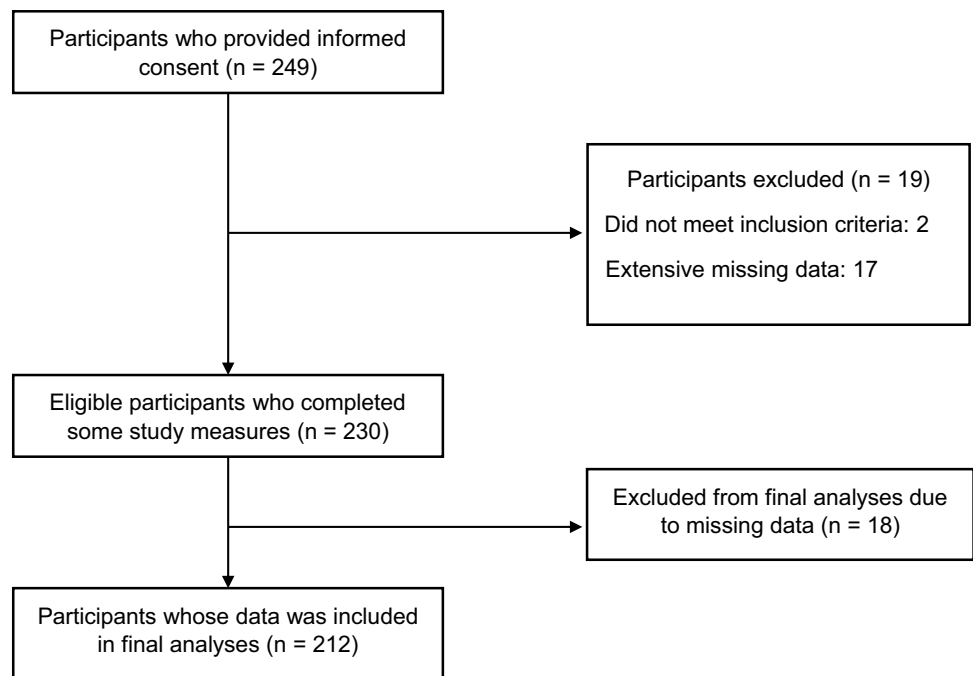 Participants who provided informed
consent (n = 249)
Participants excluded (n = 19)
Did not meet inclusion criteria: 2
Extensive missing data: 17
Eligible participants who completed
some study measures (n = 230)
Excluded from final analyses due
to missing data (n = 18)
Participants whose data was included
in final analyses (n = 212)